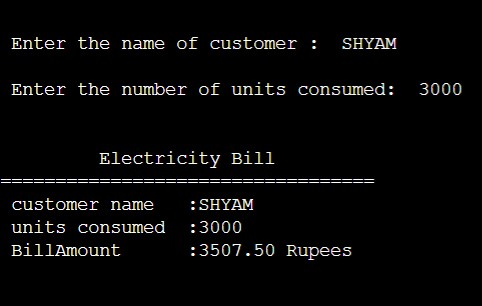 Enter the name of customer :  SHYAM
Enter the number of units consumed:  3000
Electricity Bill
==================================
customer name   :SHYAM
units consumed  :3000
BillAmount      :3507.50 Rupees